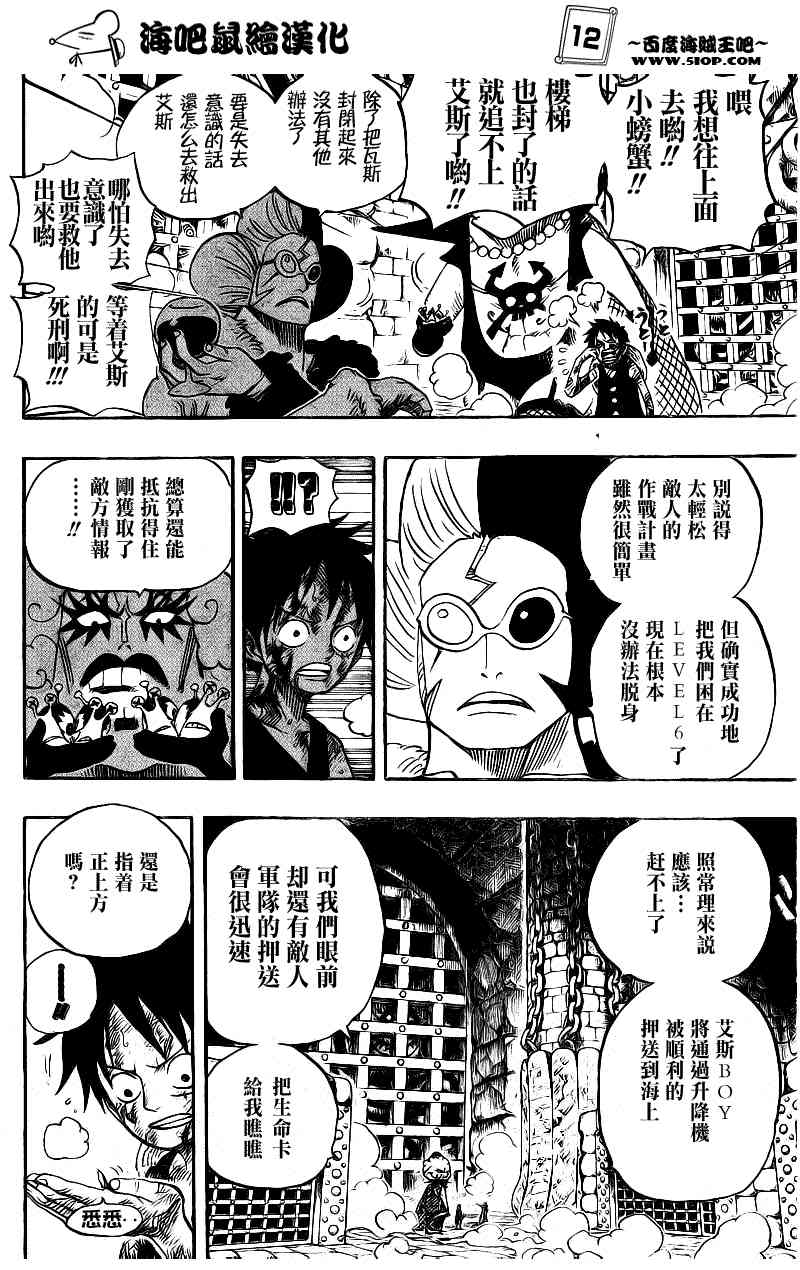 海吧鼠繪漢化
12
~百度海贼王吧~
WWW.5IOP.COM
喂
我想往上面
去喲!!
小螃蟹!!
樓梯
也封了的話
就追不上
艾斯了喲!!
除了把瓦斯
封閉起來
沒有其他
辦法了
要是失去
意識的話
還怎么去救出
艾斯
哪怕失去
意識了
也要救他
出來喲
等着艾斯
的可是
死刑啊!!!
別説得
太輕松
敵人的
作戰計畫
雖然很簡單
但确實成功地
把我們困在
LEVEL6了
現在根本
沒辦法脱身
!!?
總算還能
抵抗得住
剛獲取了
敵方情報
……!!
照常理來説
應該…
赶不上了
艾斯BOY
將通過升降機
被順利的
押送到海上
可我們眼前
却還有敵人
軍隊的押送
會很迅速
把生命卡
給我瞧瞧
還是
指着
正上方
嗎?
……!!
悉悉..